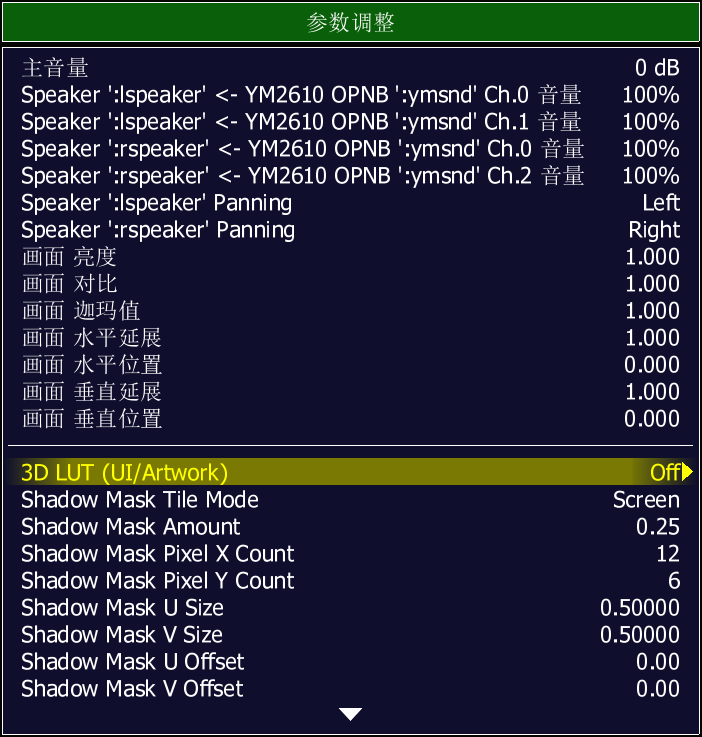 参数调整
主音量 0 dB
Speaker ':lspeaker' <- YM2610 OPNB ':ymsnd' Ch.0 音量 100%
Speaker ':lspeaker' <- YM2610 OPNB ':ymsnd' Ch.1 音量 100%
Speaker ':rspeaker' <- YM2610 OPNB ':ymsnd' Ch.0 音量 100%
Speaker ':rspeaker' <- YM2610 OPNB ':ymsnd' Ch.2 音量 100%
Speaker ':lspeaker' Panning Left
Speaker ':rspeaker' Panning Right
画面 亮度 1.000
画面 对比 1.000
画面 迦玛值 1.000
画面 水平延展 1.000
画面 水平位置 0.000
画面 垂直延展 1.000
画面 垂直位置 0.000
3D LUT (UI/Artwork) Off
Shadow Mask Tile Mode Screen
Shadow Mask Amount 0.25
Shadow Mask Pixel X Count 12
Shadow Mask Pixel Y Count 6
Shadow Mask U Size 0.50000
Shadow Mask V Size 0.50000
Shadow Mask U Offset 0.00
Shadow Mask V Offset 0.00